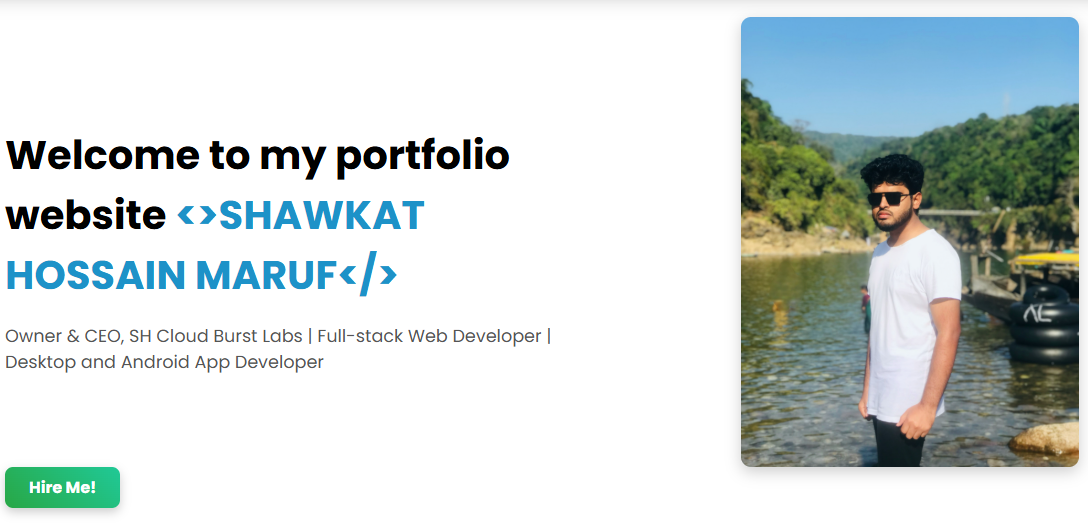 Welcome to my portfolio
website <>SHAWKAT
HOSSAIN MARUF</>
Owner & CEO, SH Cloud Burst Labs | Full-stack Web Developer |
Desktop and Android App Developer
Hire Me!